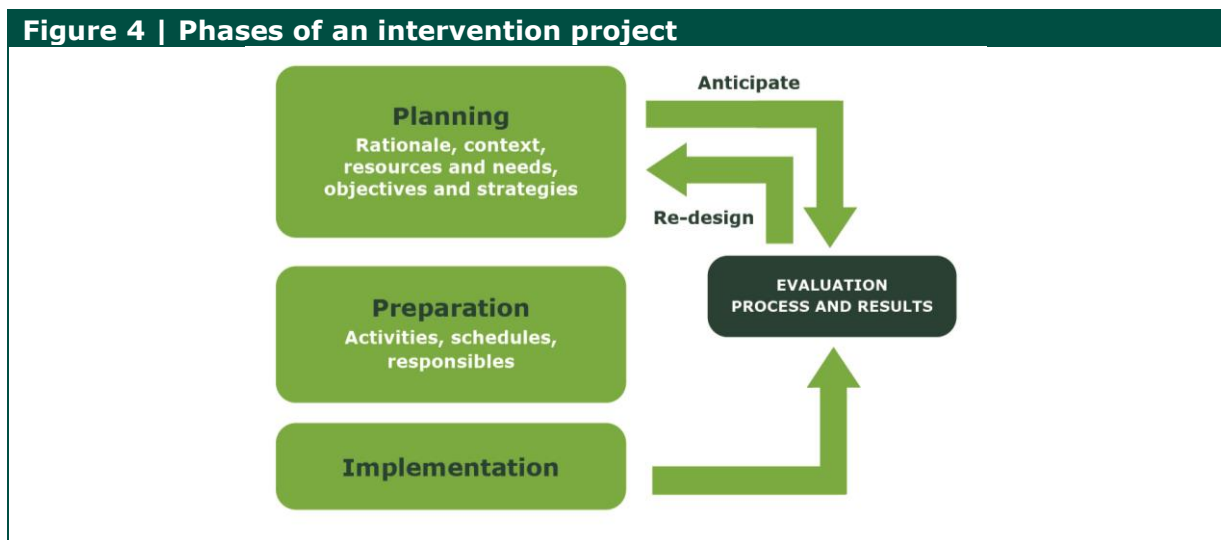 Figure 4 | Phases of an intervention project
Planning
Rationale, context,
resources and needs,
objectives and strategies
Anticipate
Re-design
EVALUATION
PROCESS AND RESULTS
Preparation
Activities, schedules,
responsibles
Implementation